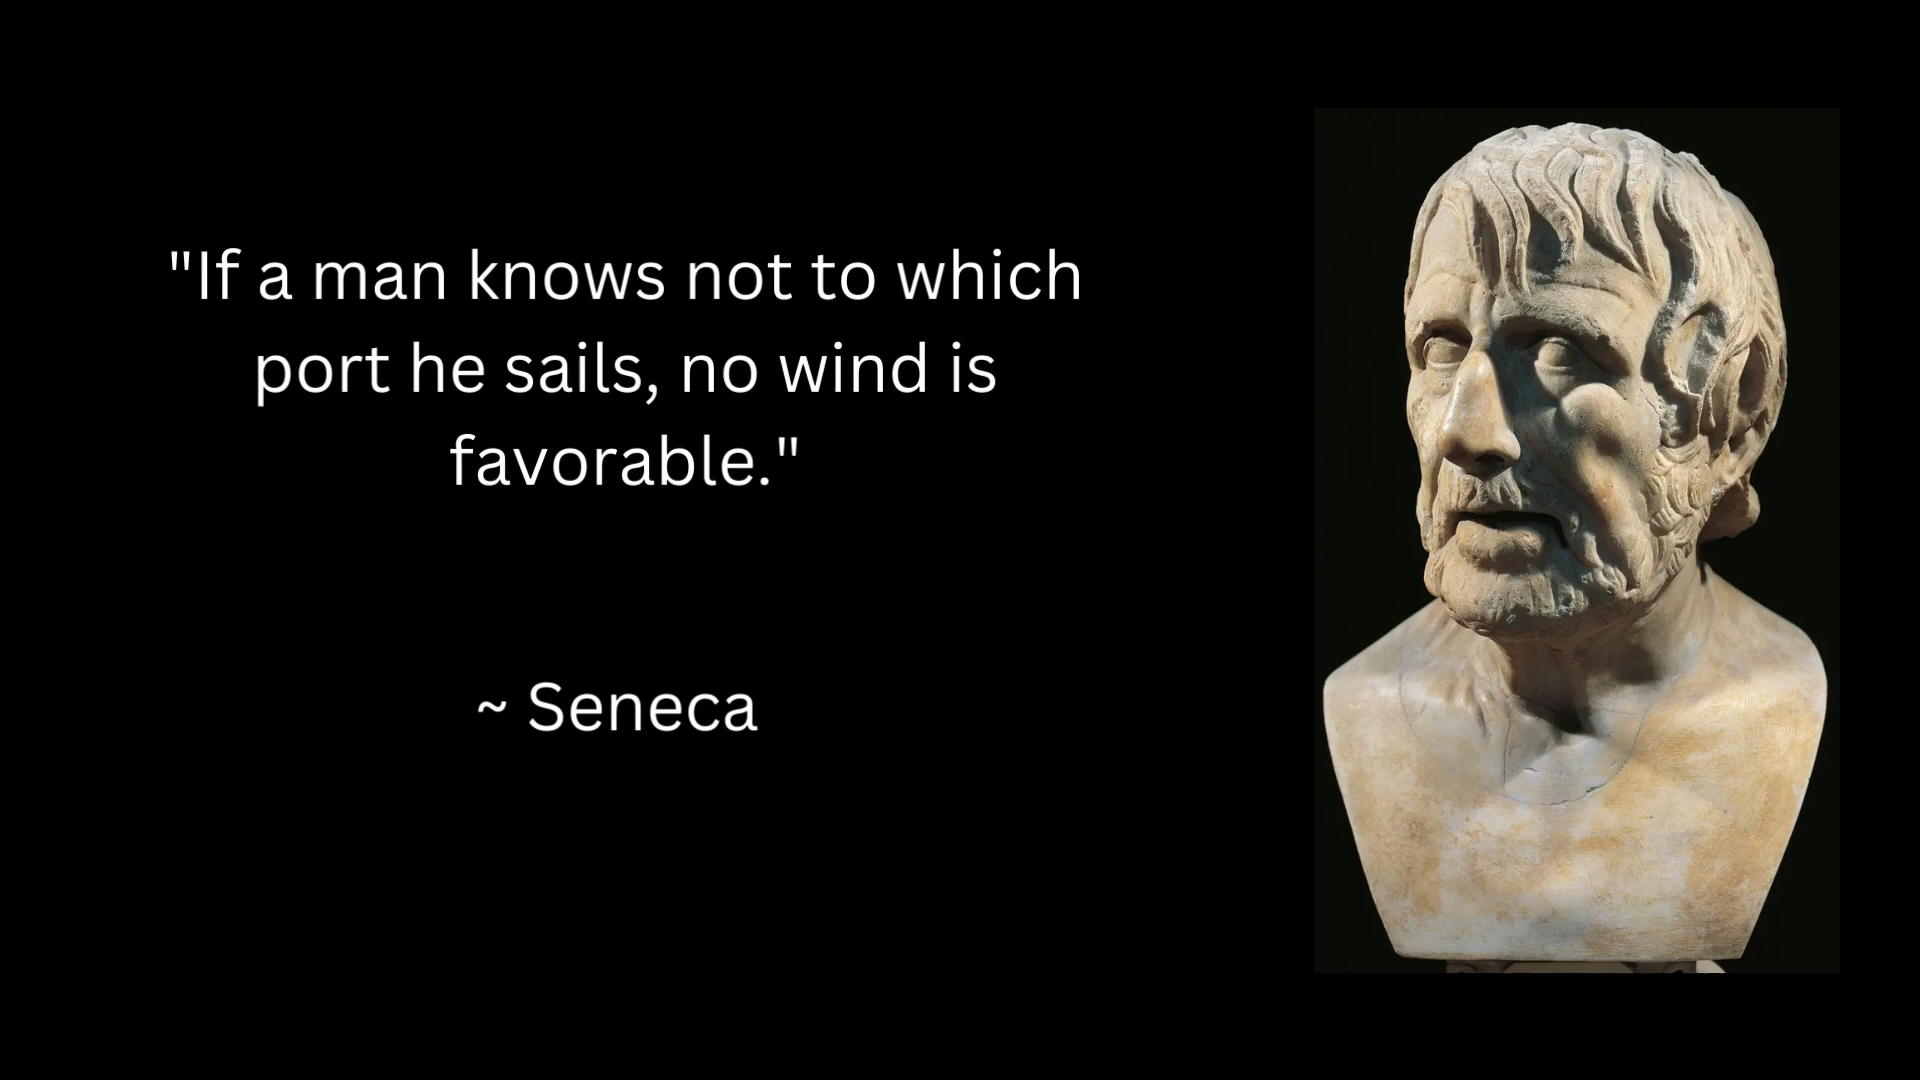 "If a man knows not to which
port he sails, no wind is
favorable."
~ Seneca